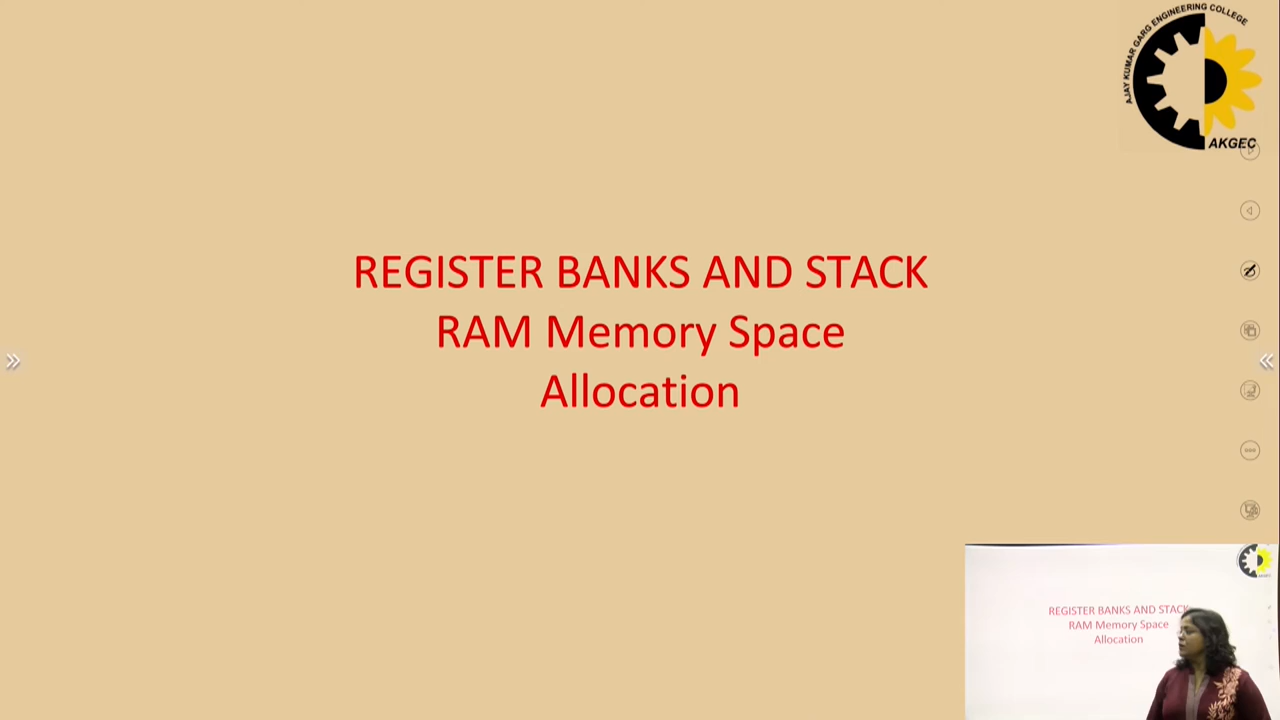 AJAY KUMAR GARG ENGINEERING COLLEGE
AKGEC
REGISTER BANKS AND STACK
RAM Memory Space
Allocation
REGISTER BANKS AND STACK
RAM Memory Space
Allocation